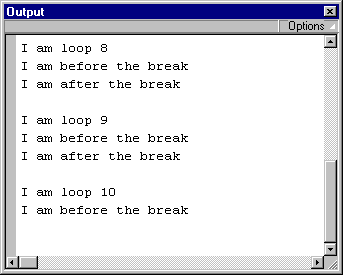 Output
Options
I am loop 8
I am before the break
I am after the break
I am loop 9
I am before the break
I am after the break
I am loop 10
I am before the break